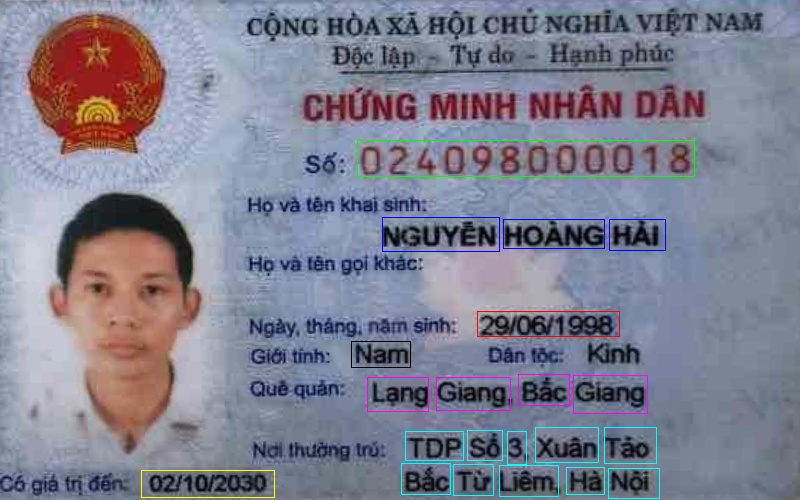 CỘNG HÒA XÃ HỘI CHỦ NGHĨA VIỆT NAM
Độc lập - Tự do - Hạnh phúc
CHỨNG MINH NHÂN DÂN
Số: 024098000018
Họ và tên khai sinh:
NGUYỄN HOÀNG HẢI
Họ và tên gọi khác:
Ngày, tháng, năm sinh: 29/06/1998
Giới tính: Nam Dân tộc: Kinh
Quê quán: Lạng Giang, Bắc Giang
Nơi thường trú: TDP Số 3, Xuân Tảo
Có giá trị đến: 02/10/2030 Bắc Từ Liêm, Hà Nội